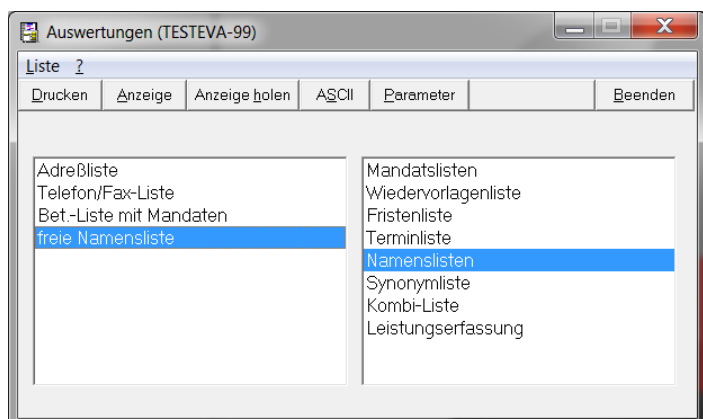 Auswertungen (TESTEVA-99)
Liste ?
Drucken Anzeige Anzeige holen ASCII Parameter Beenden
Adreßliste
Telefon/Fax-Liste
Bet.-Liste mit Mandaten
freie Namensliste
Mandatslisten
Wiedervorlagenliste
Fristenliste
Terminliste
Namenslisten
Synonymliste
Kombi-Liste
Leistungserfassung